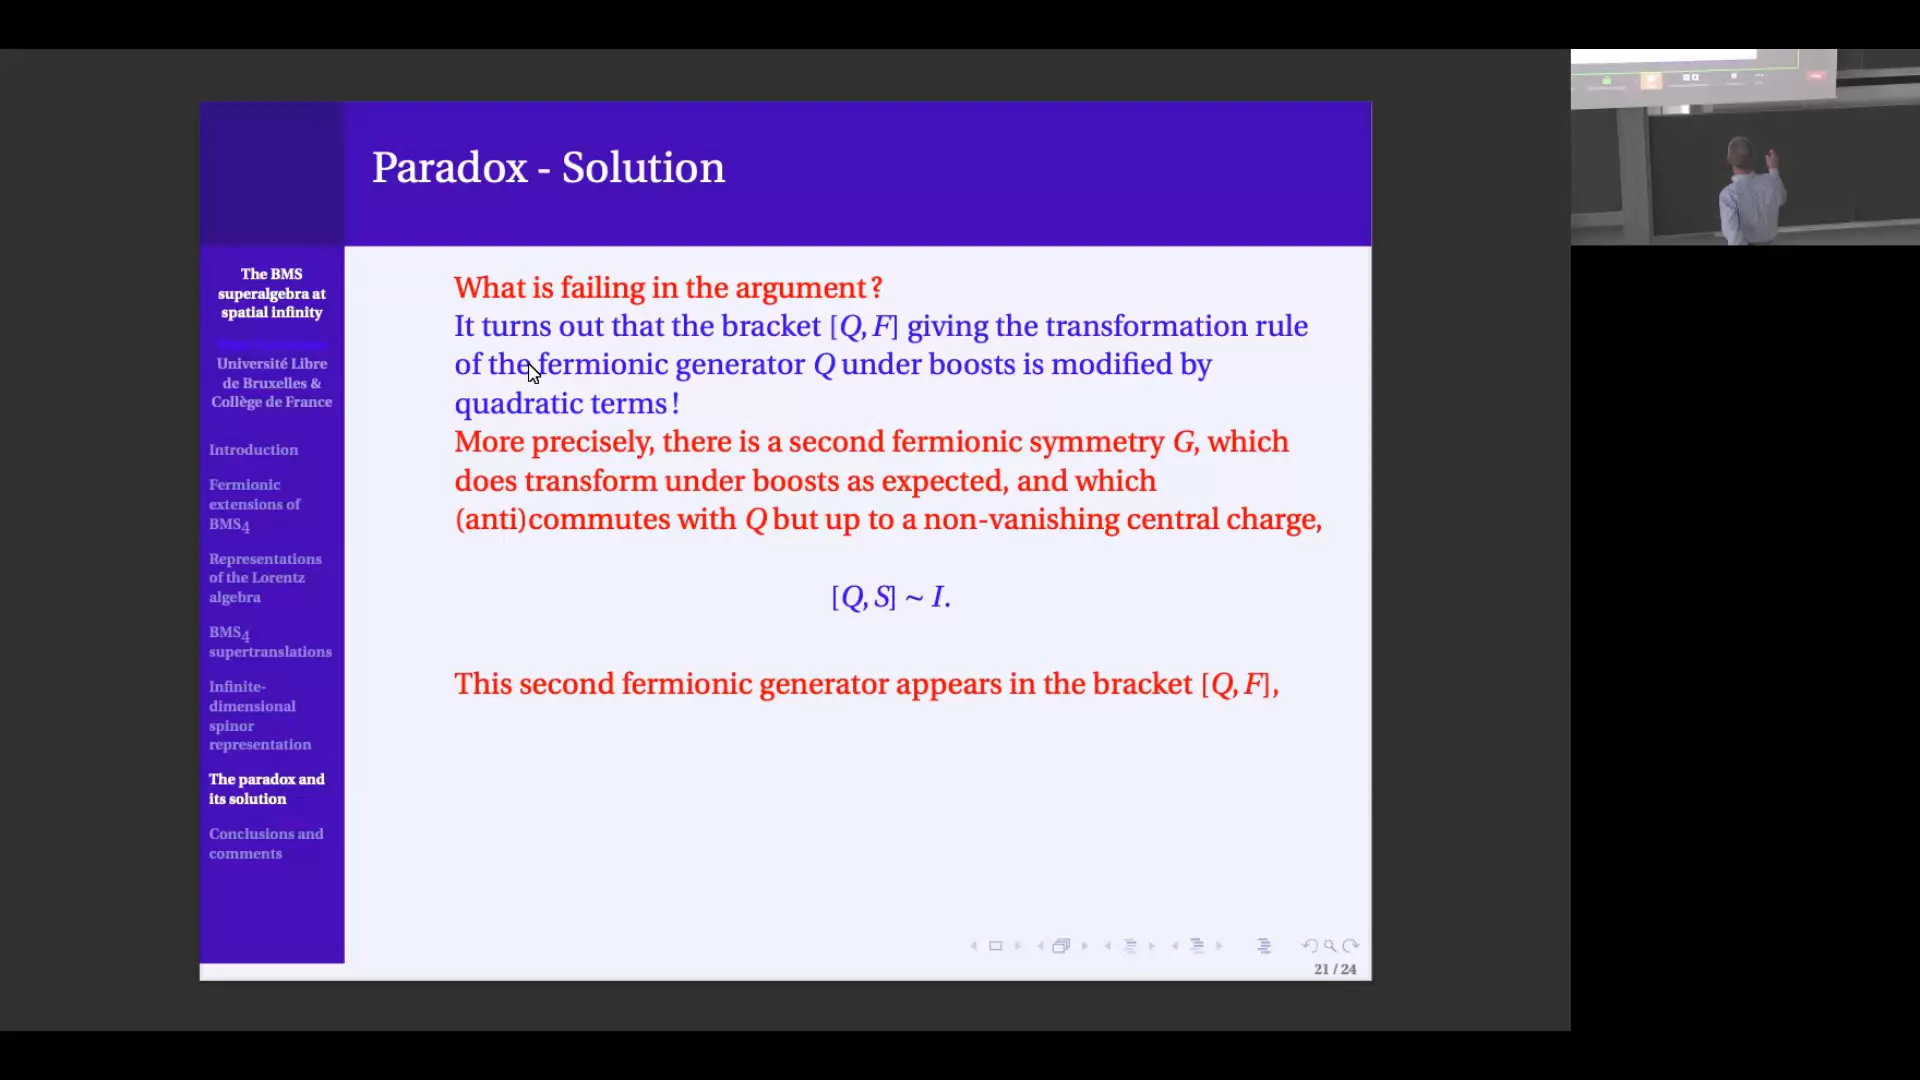 Paradox - Solution
The BMS
superalgebra at
spatial infinity
Université Libre
de Bruxelles &
Collège de France
Introduction
Fermionic
extensions of
BMS4
Representations
of the Lorentz
algebra
BMS4
supertranslations
Infinite-
dimensional
spinor
representation
The paradox and
its solution
Conclusions and
comments
What is failing in the argument?
It turns out that the bracket [Q, F] giving the transformation rule
of the fermionic generator Q under boosts is modified by
quadratic terms!
More precisely, there is a second fermionic symmetry G, which
does transform under boosts as expected, and which
(anti)commutes with Q but up to a non-vanishing central charge,
[Q, S] ~ I.
This second fermionic generator appears in the bracket [Q, F],
21 / 24